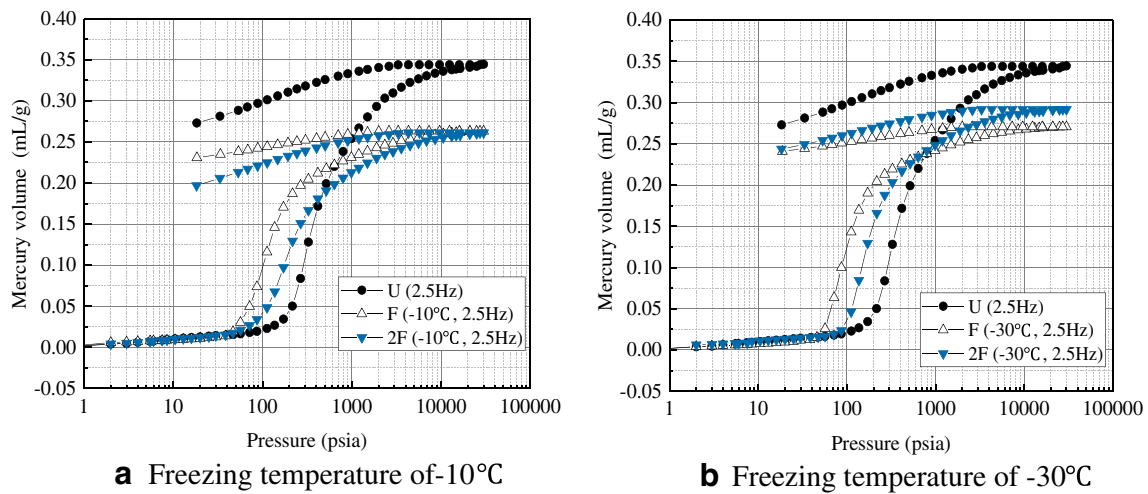 0.40
0.35
0.30
0.25
0.20
0.15
0.10
0.05
0.00
-0.05
Mercury volume (mL/g)
1 10 100 1000 10000 100000
Pressure (psia)
U (2.5Hz)
F (-10℃, 2.5Hz)
2F (-10℃, 2.5Hz)
a Freezing temperature of-10℃
0.40
0.35
0.30
0.25
0.20
0.15
0.10
0.05
0.00
-0.05
Mercury volume (mL/g)
1 10 100 1000 10000 100000
Pressure (psia)
U (2.5Hz)
F (-30℃, 2.5Hz)
2F (-30℃, 2.5Hz)
b Freezing temperature of -30℃